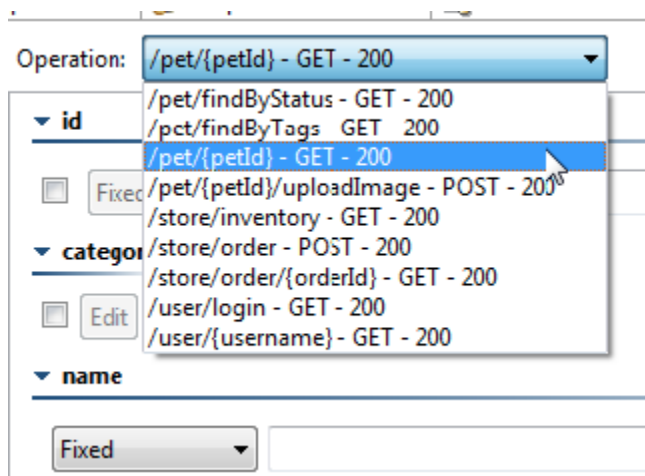 Operation: /pet/{petId} - GET - 200
/pet/findByStatus - GET - 200
id
/pet/findByTags GET 200
/pet/{petId} - GET - 200
/pet/{petId}/uploadImage - POST - 200
/store/inventory - GET - 200
/store/order - POST - 200
/store/order/{orderId} - GET - 200
Edit
/user/login - GET - 200
/user/{username} - GET - 200
name
Fixed